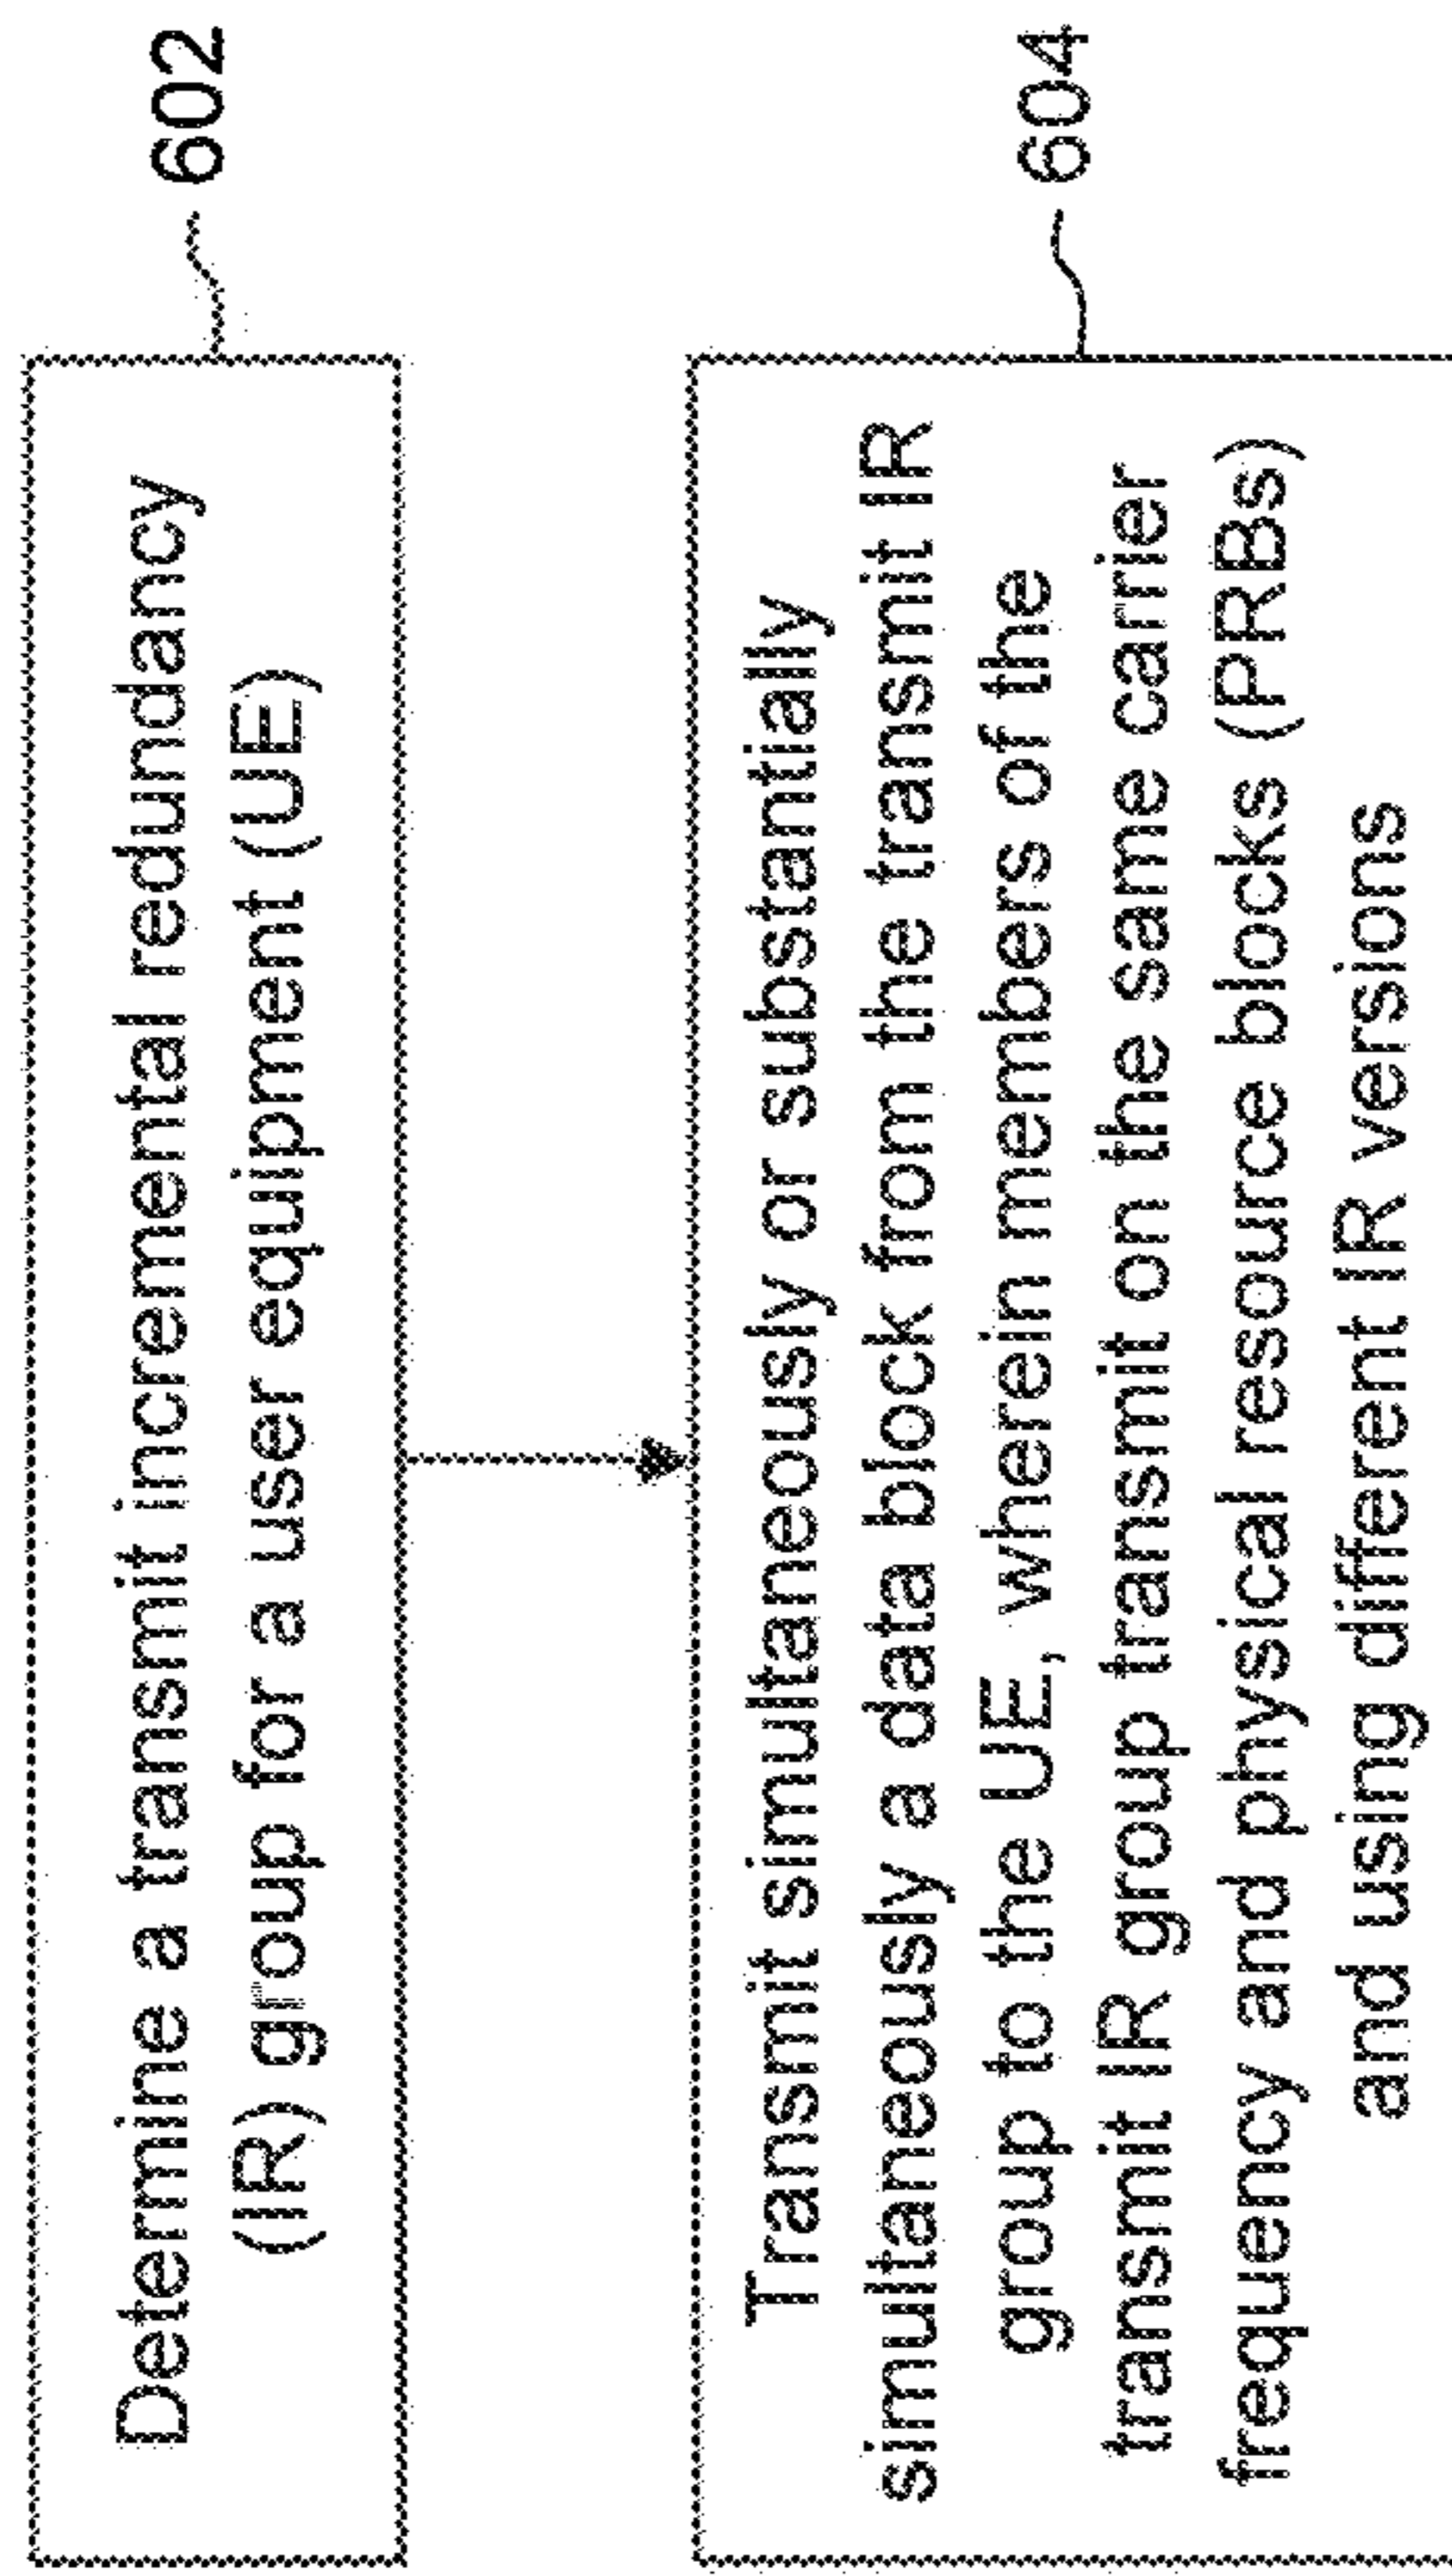 Determine a transmit incremental redundancy
(IR) group for a user equipment (UE)
602
Transmit simultaneously or substantially
simultaneously a data block from the transmit IR
group to the UE, wherein members of the
transmit IR group transmit on the same carrier
frequency and physical resource blocks (PRBs)
and using different IR versions
604